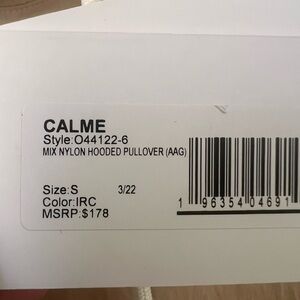 CALME
Style:O44122-6
MIX NYLON HOODED PULLOVER (AAG)
Size:S 3/22
Color:IRC
MSRP:$178
1 96354 04691